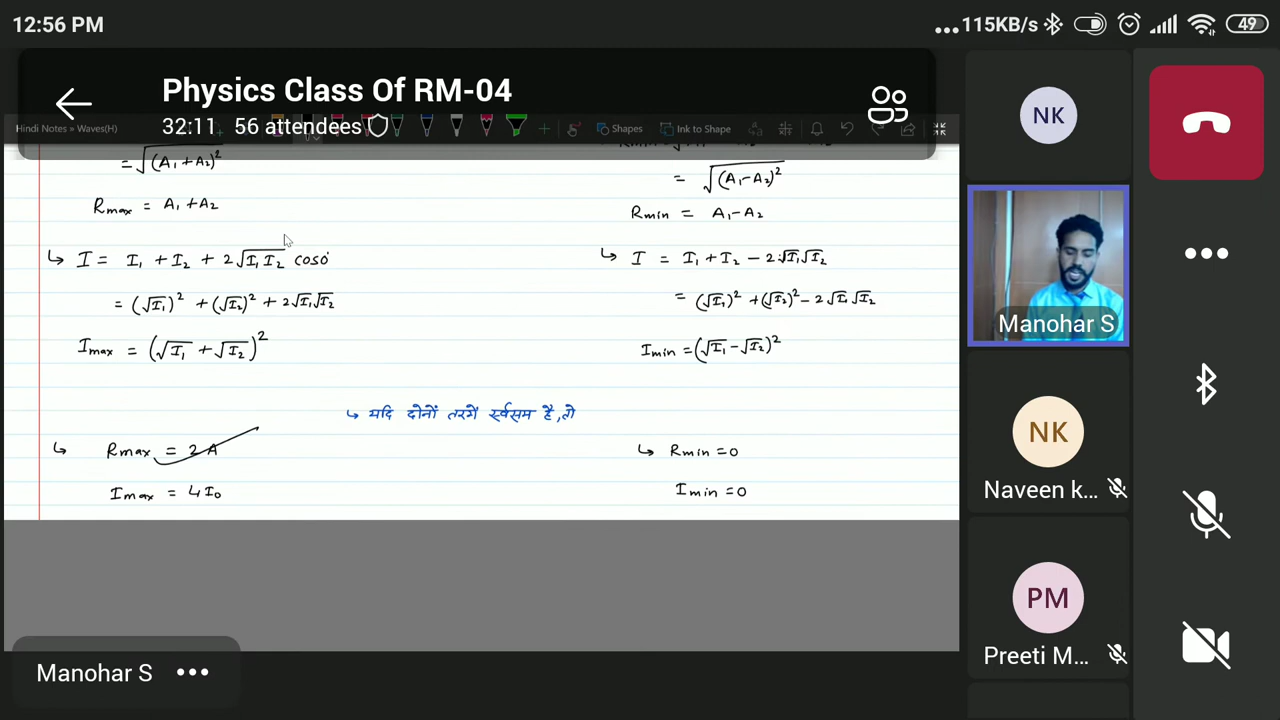 12:56 PM
...115KB/s 49
Physics Class Of RM-04
32:11 56 attendees
Hindi Notes » Waves(H)
Shapes
Ink to Shape
= √(A₁+A₂)²
Rmax = A₁+A₂
↳ I = I₁ + I₂ + 2√I₁I₂ cos0°
= (√I₁)² + (√I₂)² + 2√I₁√I₂
Imax = (√I₁ + √I₂)²
= √(A₁-A₂)²
Rmin = A₁-A₂
↳ I = I₁ + I₂ - 2√I₁√I₂
= (√I₁)² + (√I₂)² - 2√I₁√I₂
Imin = (√I₁-√I₂)²
↳ यदि दोनों तरगें र्स्वसम है, तो
↳ Rmax = 2A
Imax = 4I₀
↳ Rmin = 0
Imin = 0
NK
Manohar S
NK
Naveen k...
PM
Preeti M...
Manohar S